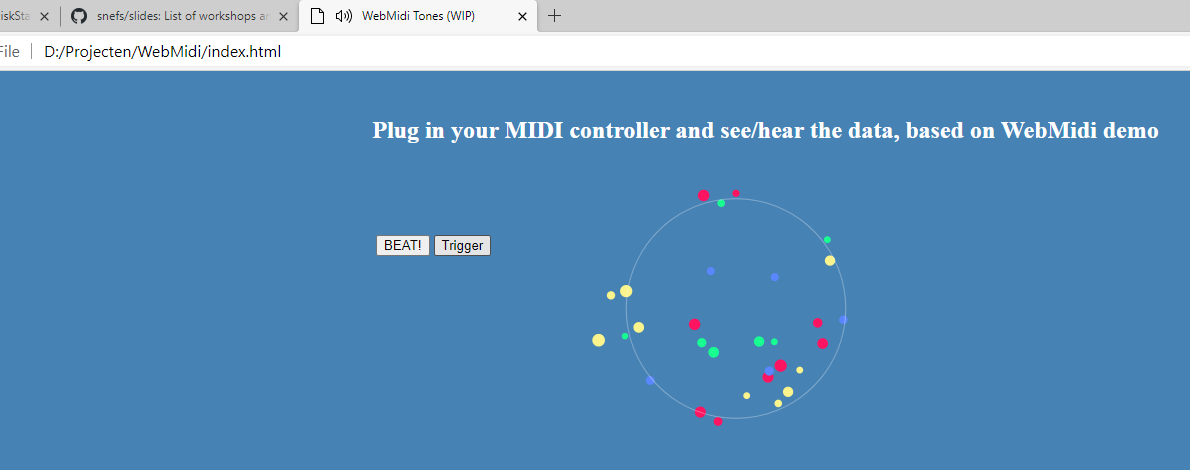 iskSta
snefs/slides: List of workshops a
WebMidi Tones (WIP)
File
D:/Projecten/WebMidi/index.html
Plug in your MIDI controller and see/hear the data, based on WebMidi demo
BEAT! Trigger